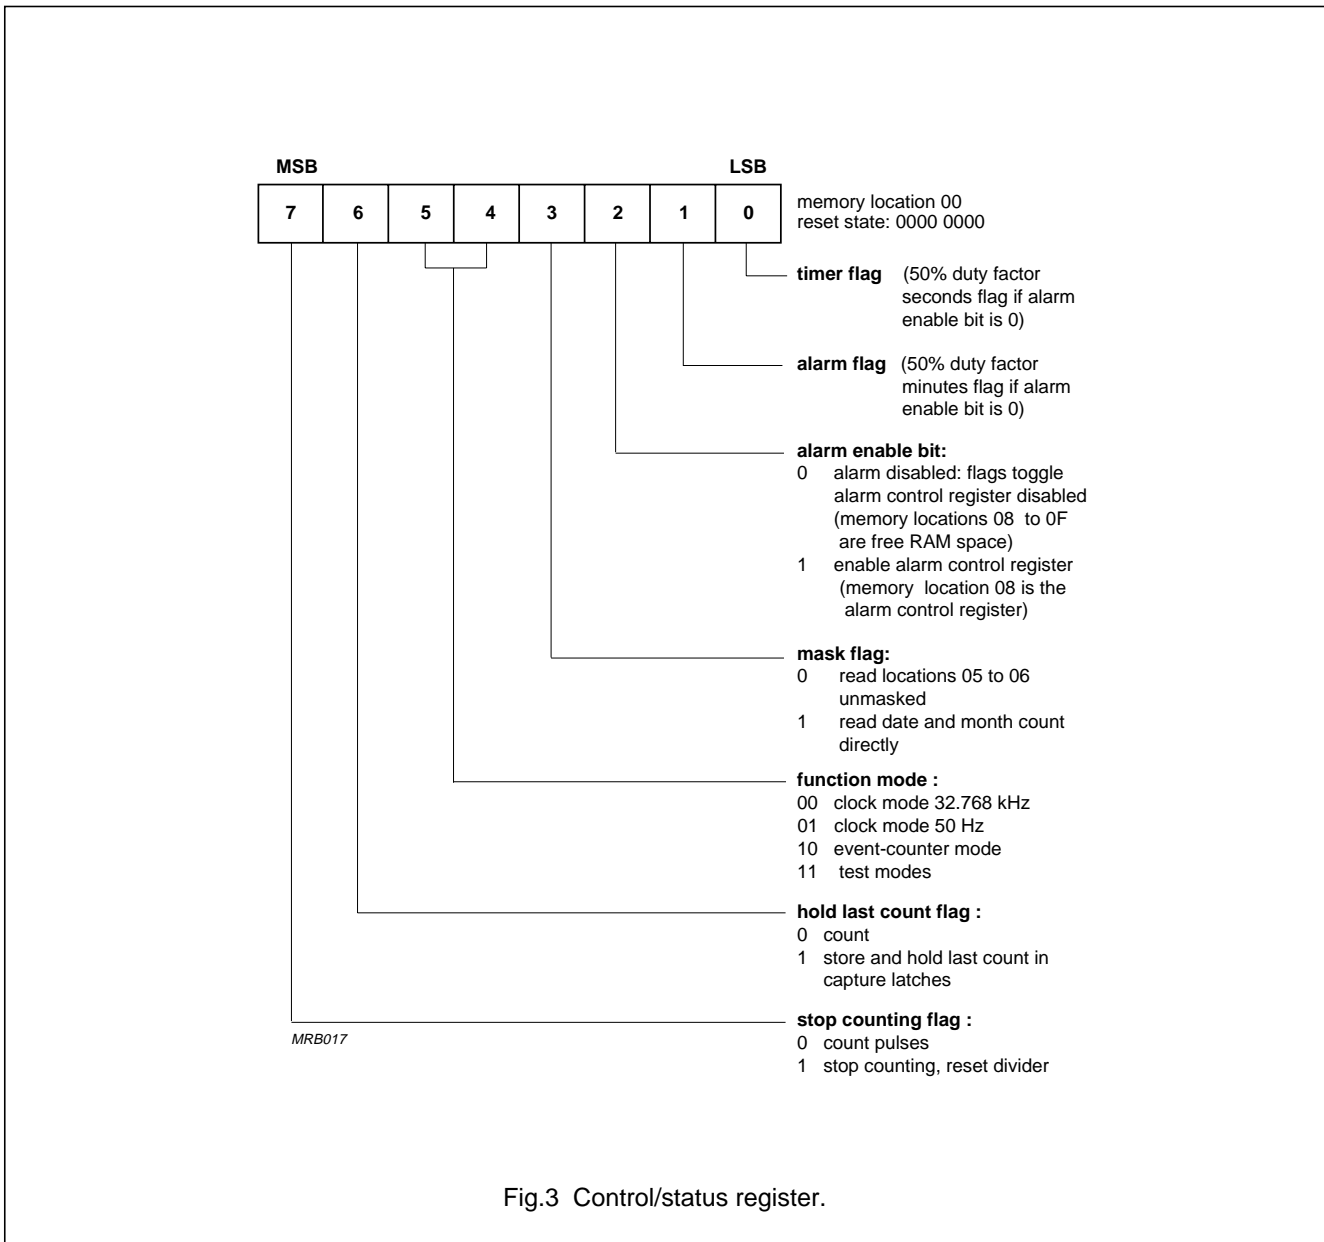 MSB LSB
7 6 5 4 3 2 1 0
memory location 00
reset state: 0000 0000
timer flag (50% duty factor
seconds flag if alarm
enable bit is 0)
alarm flag (50% duty factor
minutes flag if alarm
enable bit is 0)
alarm enable bit:
0 alarm disabled: flags toggle
alarm control register disabled
(memory locations 08 to 0F
are free RAM space)
1 enable alarm control register
(memory location 08 is the
alarm control register)
mask flag:
0 read locations 05 to 06
unmasked
1 read date and month count
directly
function mode :
00 clock mode 32.768 kHz
01 clock mode 50 Hz
10 event-counter mode
11 test modes
hold last count flag :
0 count
1 store and hold last count in
capture latches
stop counting flag :
0 count pulses
1 stop counting, reset divider
MRB017
Fig.3 Control/status register.